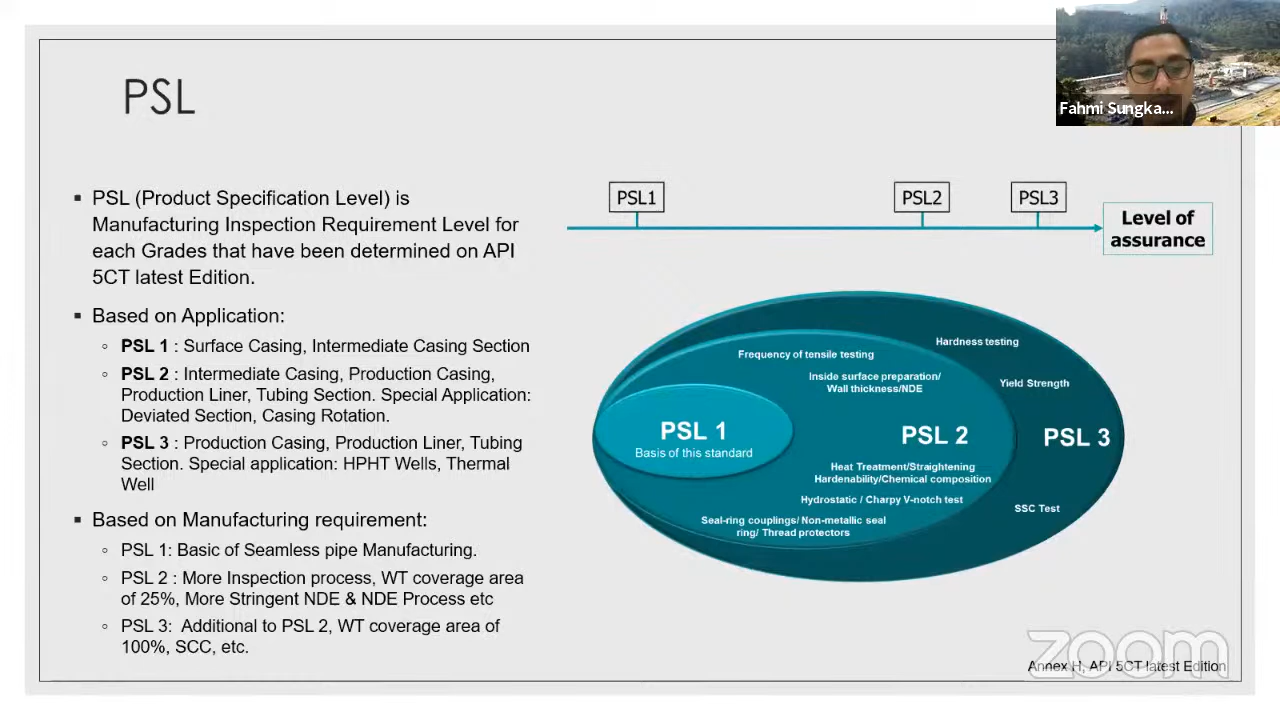 PSL
Fahmi Sungka...
▪ PSL (Product Specification Level) is
Manufacturing Inspection Requirement Level for
each Grades that have been determined on API
5CT latest Edition.
▪ Based on Application:
◦ PSL 1 : Surface Casing, Intermediate Casing Section
◦ PSL 2 : Intermediate Casing, Production Casing,
Production Liner, Tubing Section. Special Application:
Deviated Section, Casing Rotation.
◦ PSL 3 : Production Casing, Production Liner, Tubing
Section. Special application: HPHT Wells, Thermal
Well
▪ Based on Manufacturing requirement:
◦ PSL 1: Basic of Seamless pipe Manufacturing.
◦ PSL 2 : More Inspection process, WT coverage area
of 25%, More Stringent NDE & NDE Process etc
◦ PSL 3: Additional to PSL 2, WT coverage area of
100%, SCC, etc.
PSL1
PSL2
PSL3
Level of
assurance
Hardness testing
Frequency of tensile testing
Inside surface preparation/
Wall thickness/NDE
Yield Strength
PSL 1
Basis of this standard
PSL 2
PSL 3
Heat Treatment/Straightening
Hardenability/Chemical composition
Hydrostatic / Charpy V-notch test
SSC Test
Seal-ring couplings/ Non-metallic seal
ring/ Thread protectors
zoom
Annex H, API 5CT latest Edition